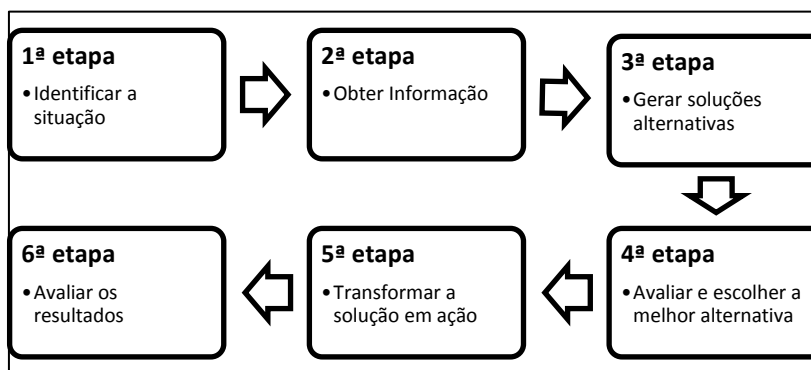 1ª etapa
•Identificar a
situação
2ª etapa
•Obter Informação
3ª etapa
•Gerar soluções
alternativas
4ª etapa
•Avaliar e escolher a
melhor alternativa
5ª etapa
•Transformar a
solução em ação
6ª etapa
•Avaliar os
resultados